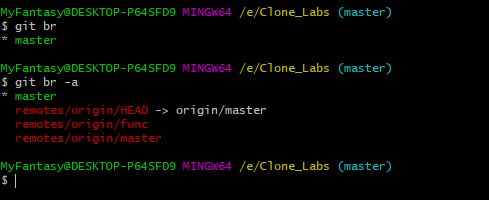 MyFantasy@DESKTOP-P64SFD9 MINGW64 /e/Clone_Labs (master)
$ git br
* master
MyFantasy@DESKTOP-P64SFD9 MINGW64 /e/Clone_Labs (master)
$ git br -a
* master
remotes/origin/HEAD -> origin/master
remotes/origin/func
remotes/origin/master
MyFantasy@DESKTOP-P64SFD9 MINGW64 /e/Clone_Labs (master)
$